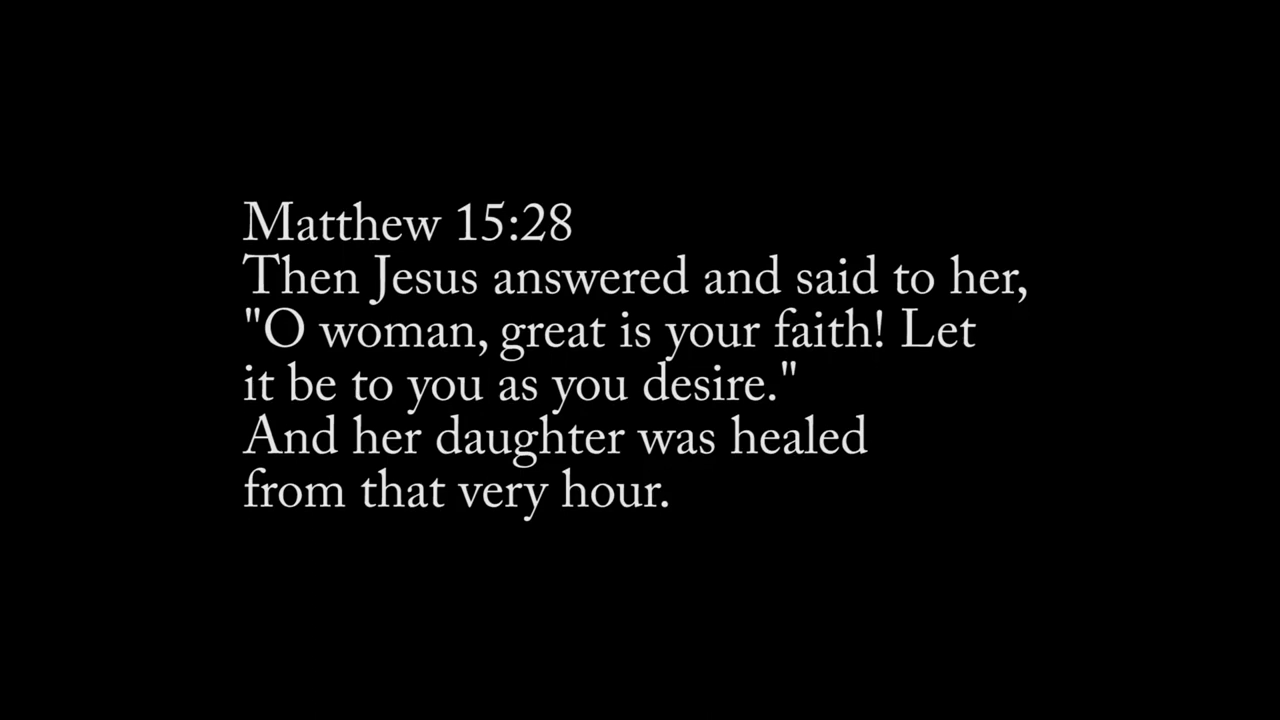 Matthew 15:28
Then Jesus answered and said to her,
"O woman, great is your faith! Let
it be to you as you desire."
And her daughter was healed
from that very hour.